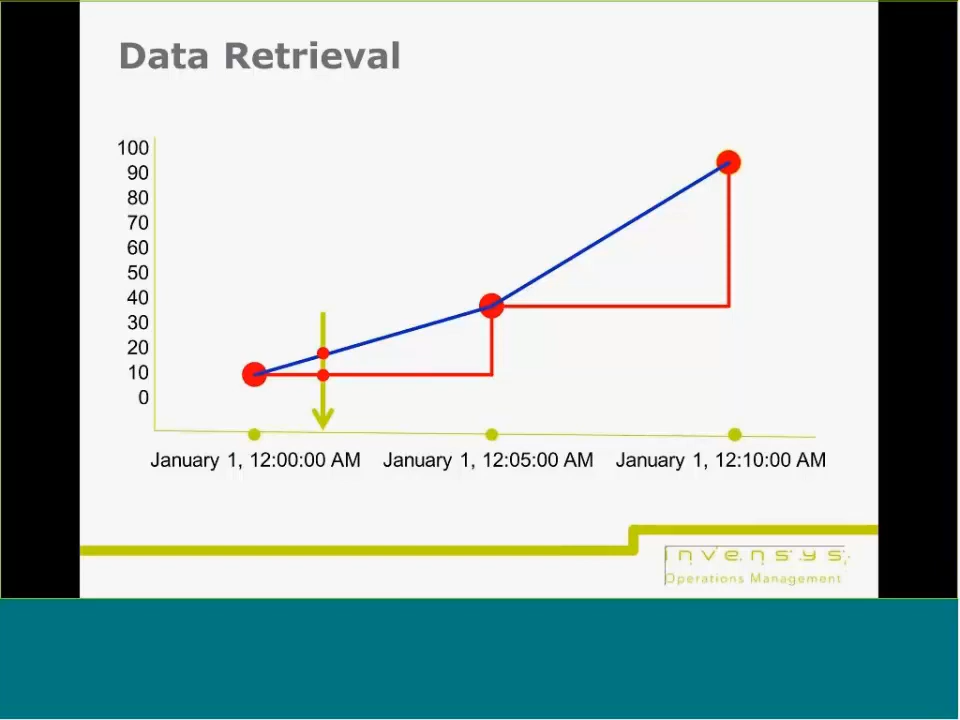 Data Retrieval
100
90
80
70
60
50
40
30
20
10
0
January 1, 12:00:00 AM January 1, 12:05:00 AM January 1, 12:10:00 AM
invensys
Operations Management